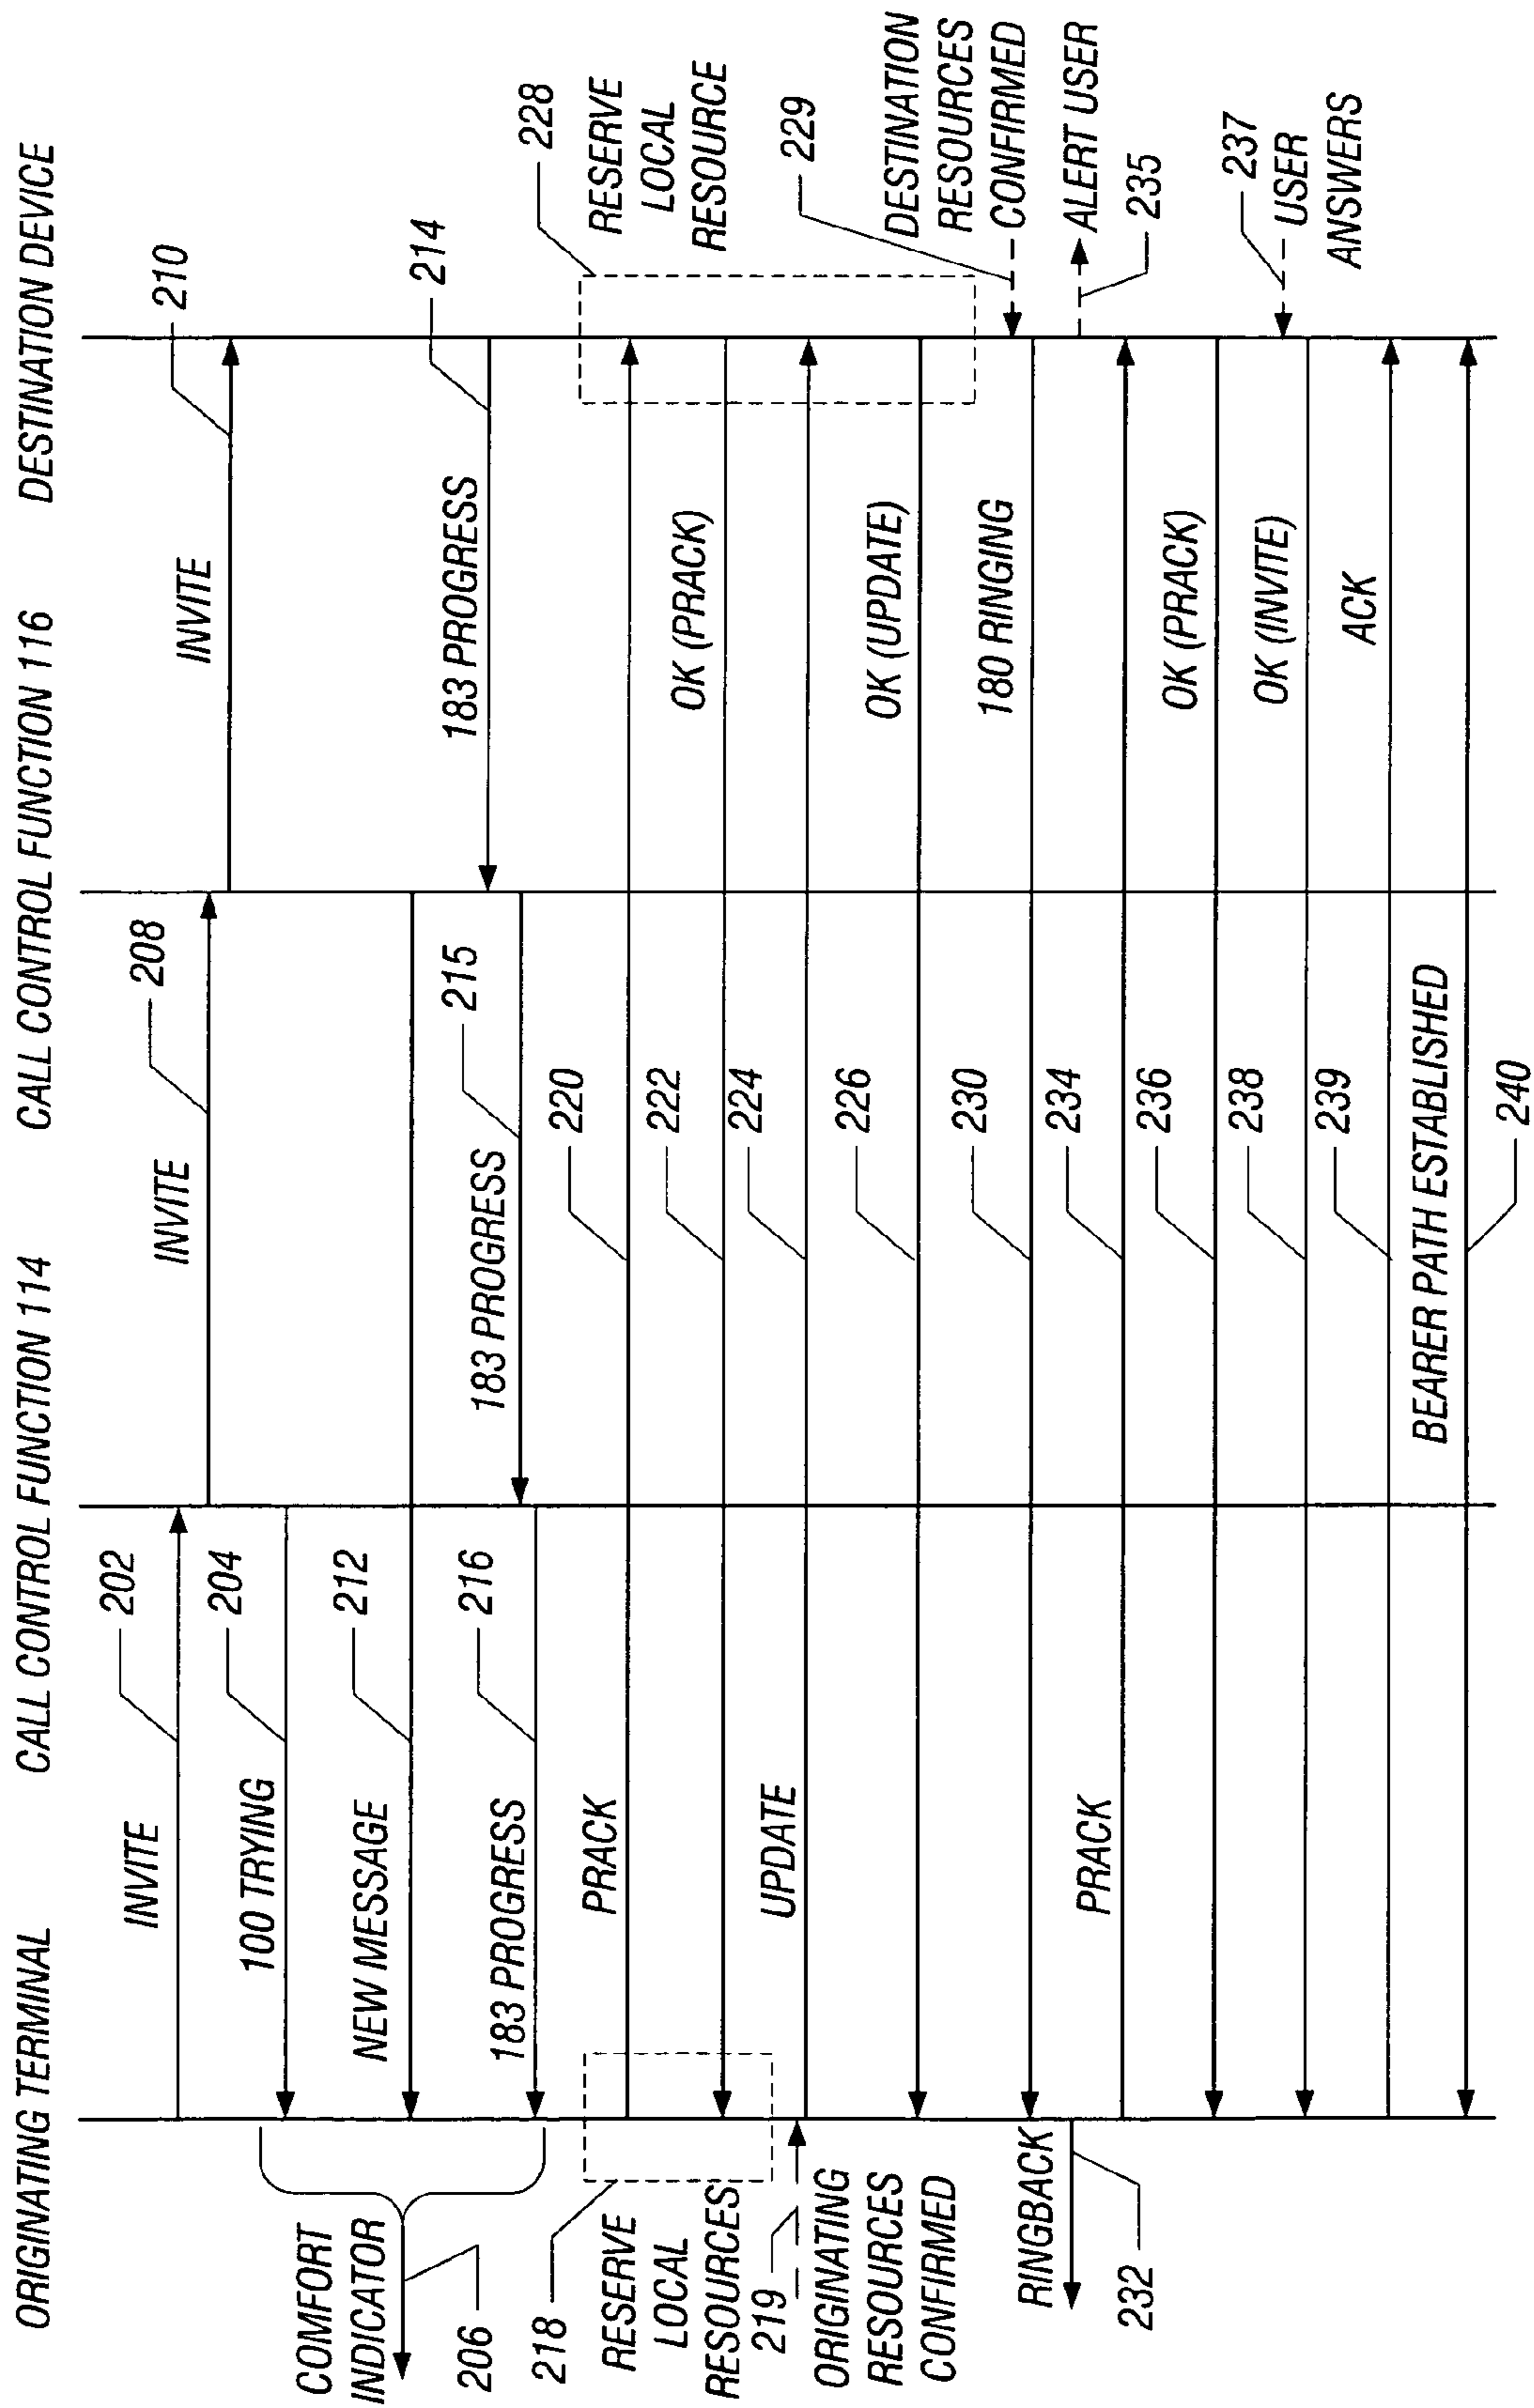 ORIGINATING TERMINAL
CALL CONTROL FUNCTION 114
CALL CONTROL FUNCTION 116
DESTINATION DEVICE
INVITE
202
INVITE
208
INVITE
210
100 TRYING
204
COMFORT
INDICATOR
206
NEW MESSAGE
212
183 PROGRESS
214
183 PROGRESS
215
183 PROGRESS
216
218
RESERVE
LOCAL
RESOURCES
228
RESERVE
LOCAL
RESOURCE
PRACK
220
222
OK (PRACK)
219
ORIGINATING
RESOURCES
CONFIRMED
UPDATE
224
226
OK (UPDATE)
229
DESTINATION
RESOURCES
CONFIRMED
230
180 RINGING
RINGBACK
232
ALERT USER
235
PRACK
234
236
OK (PRACK)
237
USER
ANSWERS
238
OK (INVITE)
239
ACK
BEARER PATH ESTABLISHED
240